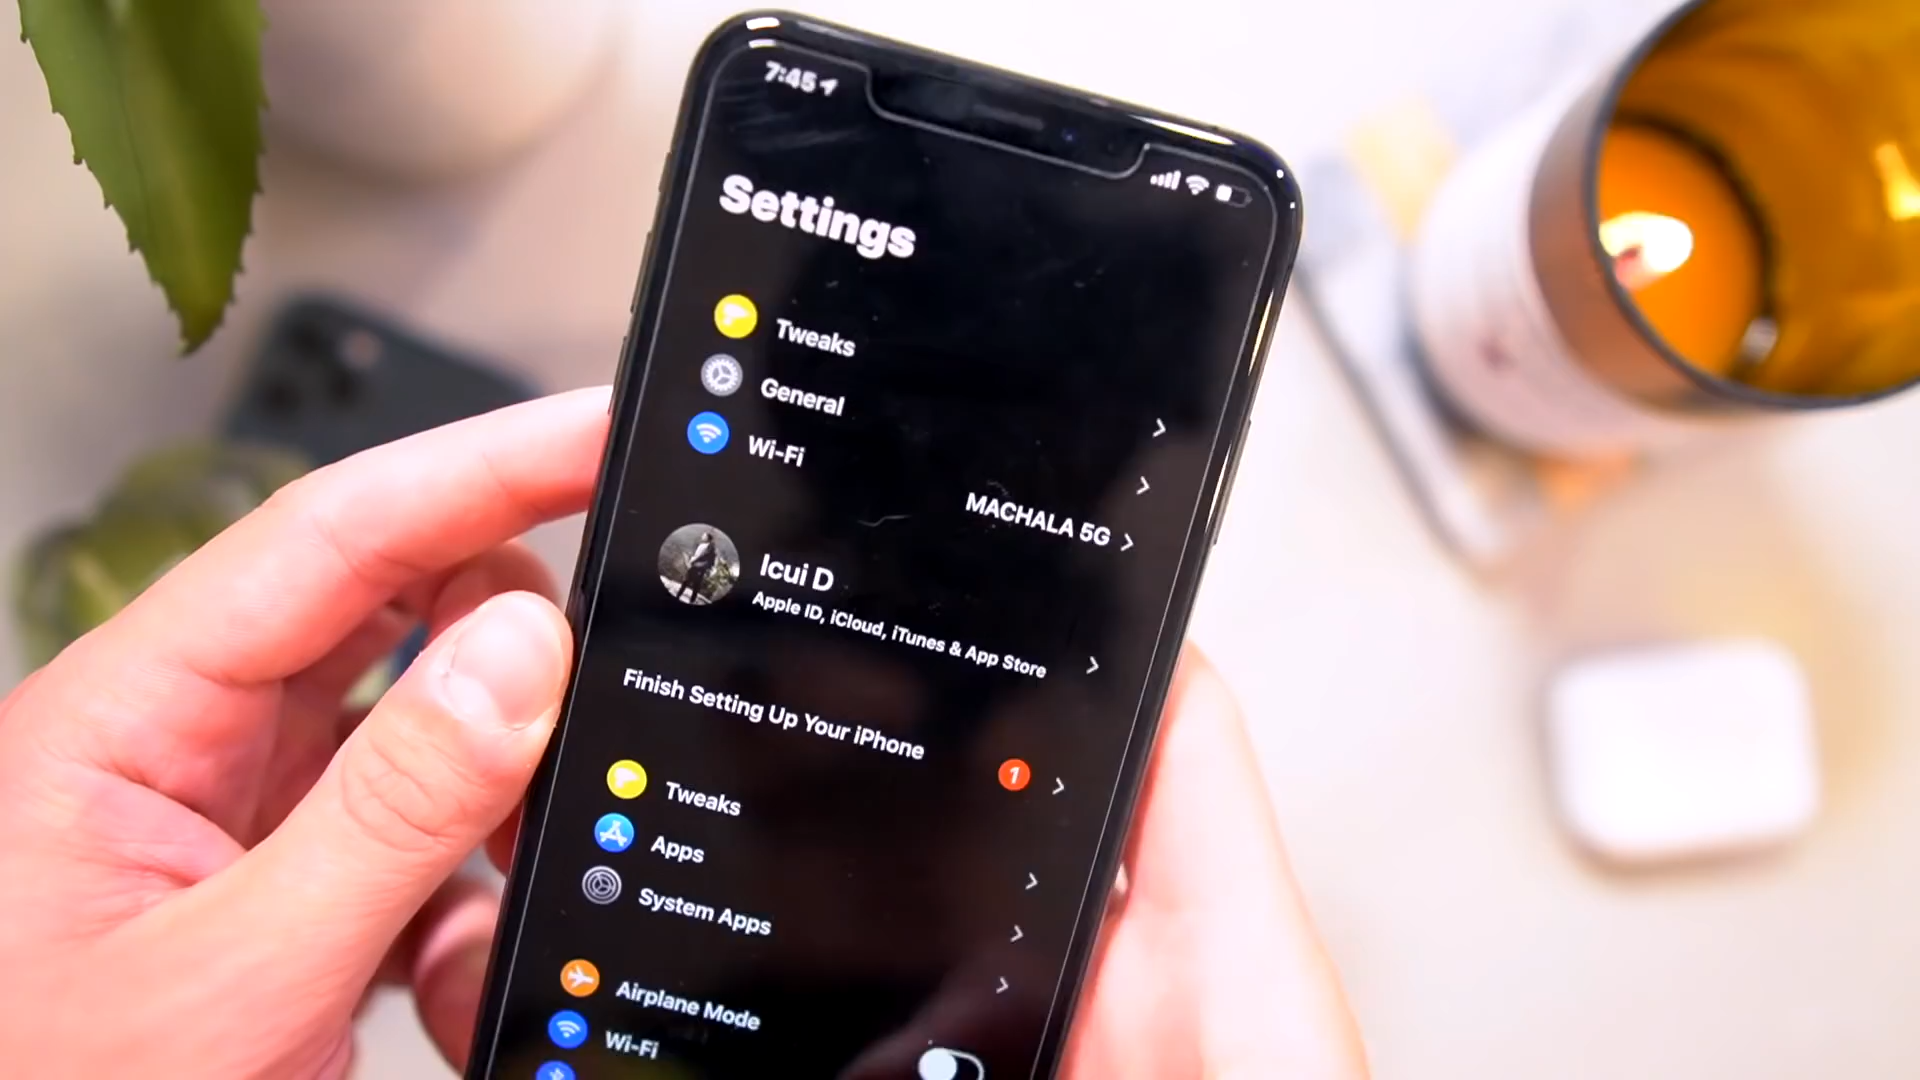 7:45
Settings
Tweaks
General
Wi-Fi
MACHALA 5G
Icui D
Apple ID, iCloud, iTunes & App Store
Finish Setting Up Your iPhone
1
Tweaks
Apps
System Apps
Airplane Mode
Wi-Fi